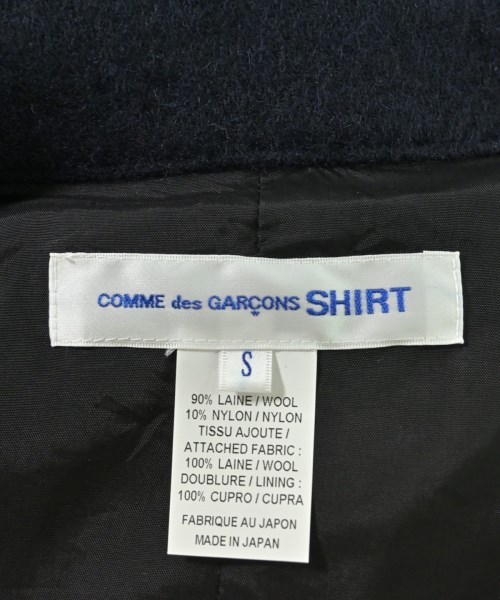 COMME des GARÇONS SHIRT
S
90% LAINE / WOOL
10% NYLON / NYLON
TISSU AJOUTE /
ATTACHED FABRIC :
100% LAINE / WOOL
DOUBLURE / LINING :
100% CUPRO / CUPRA
FABRIQUE AU JAPON
MADE IN JAPAN